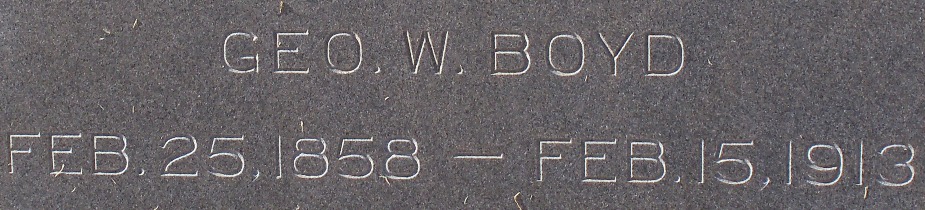 GEO. W. BOYD
FEB. 25, 1858 — FEB. 15, 1913